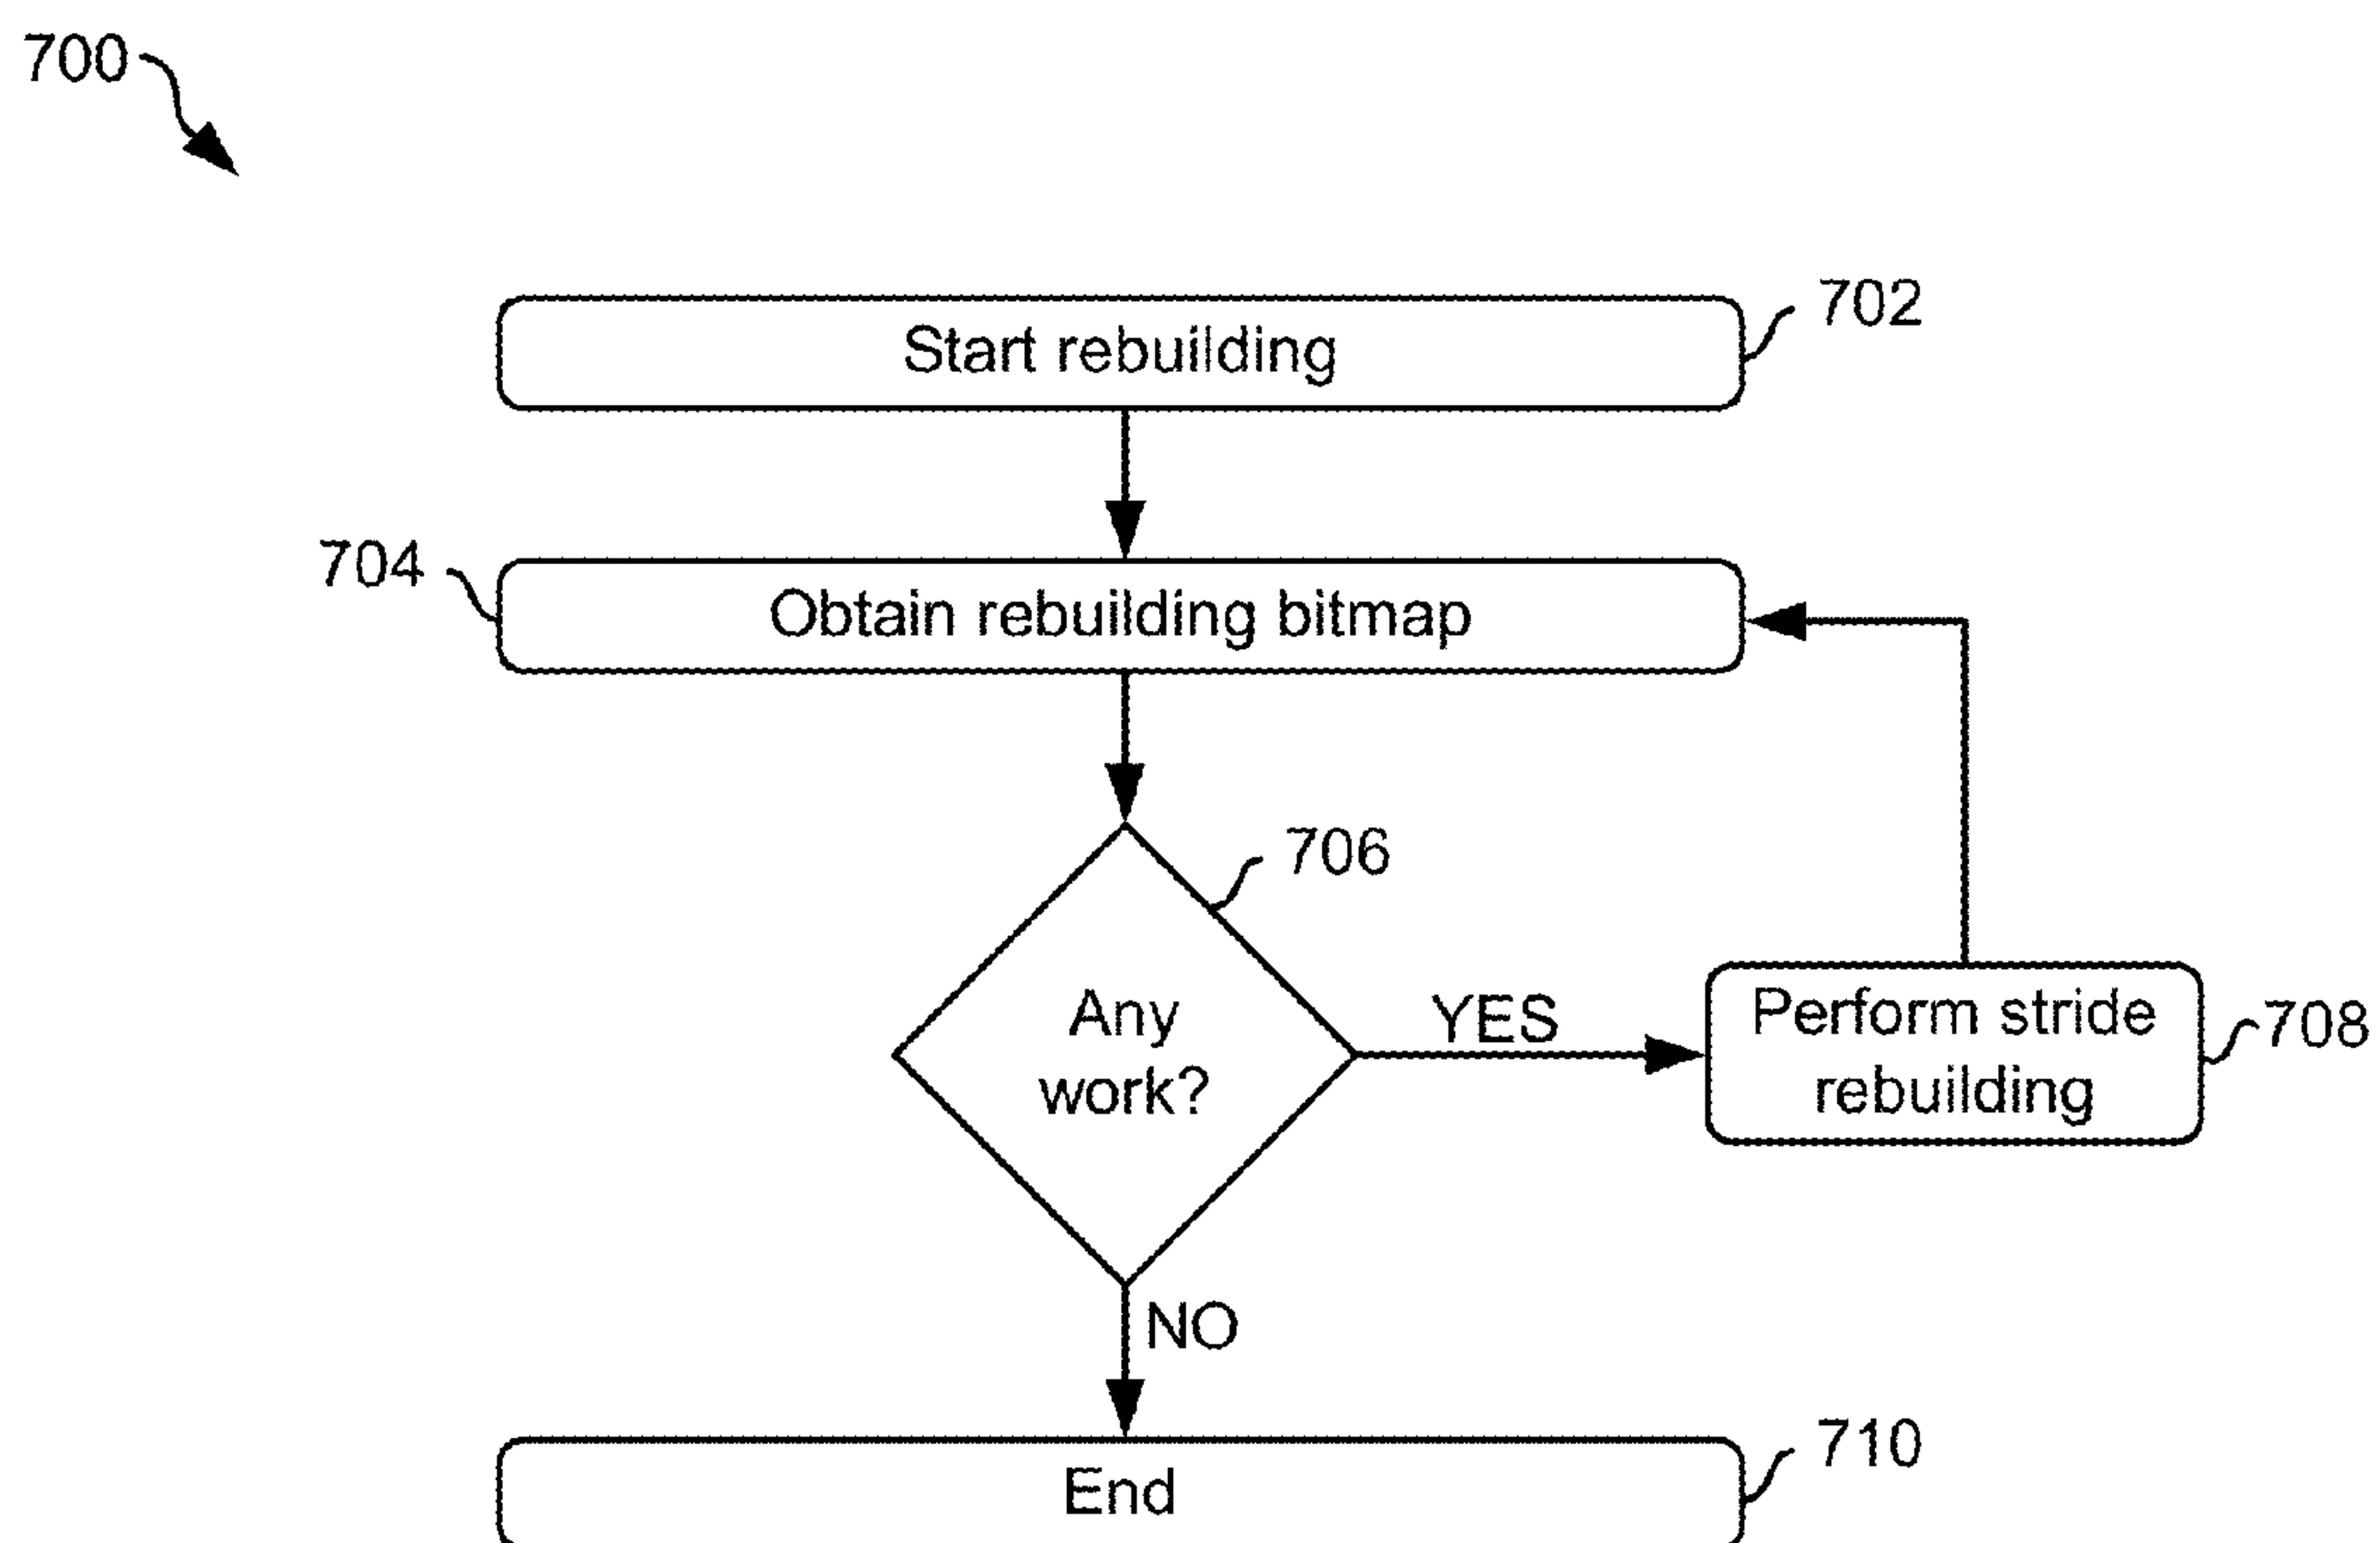 700
Start rebuilding
702
704
Obtain rebuilding bitmap
706
Any
work?
YES
Perform stride
rebuilding
708
NO
710
End